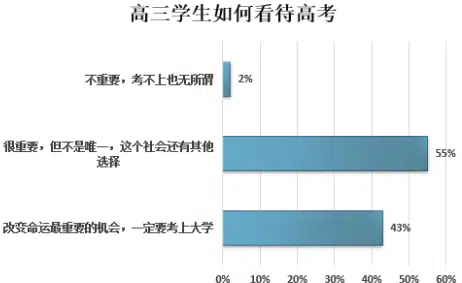 高三学生如何看待高考
不重要，考不上也无所谓
2%
很重要，但不是唯一，这个社会还有其他
选择
55%
改变命运最重要的机会，一定要考上大学
43%
0% 10% 20% 30% 40% 50% 60%